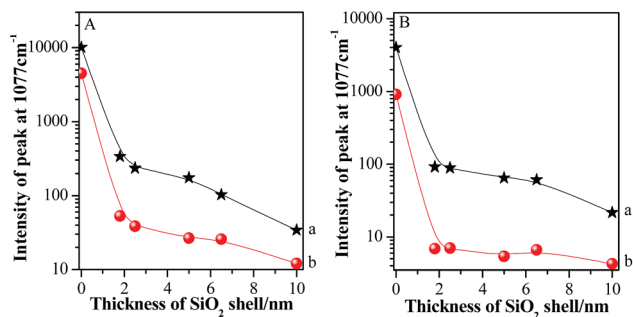 A
Intensity of peak at 1077cm⁻¹
10000
1000
100
10
0 2 4 6 8 10
Thickness of SiO₂ shell/nm
a
b
B
Intensity of peak at 1077cm⁻¹
10000
1000
100
10
0 2 4 6 8 10
Thickness of SiO₂ shell/nm
a
b